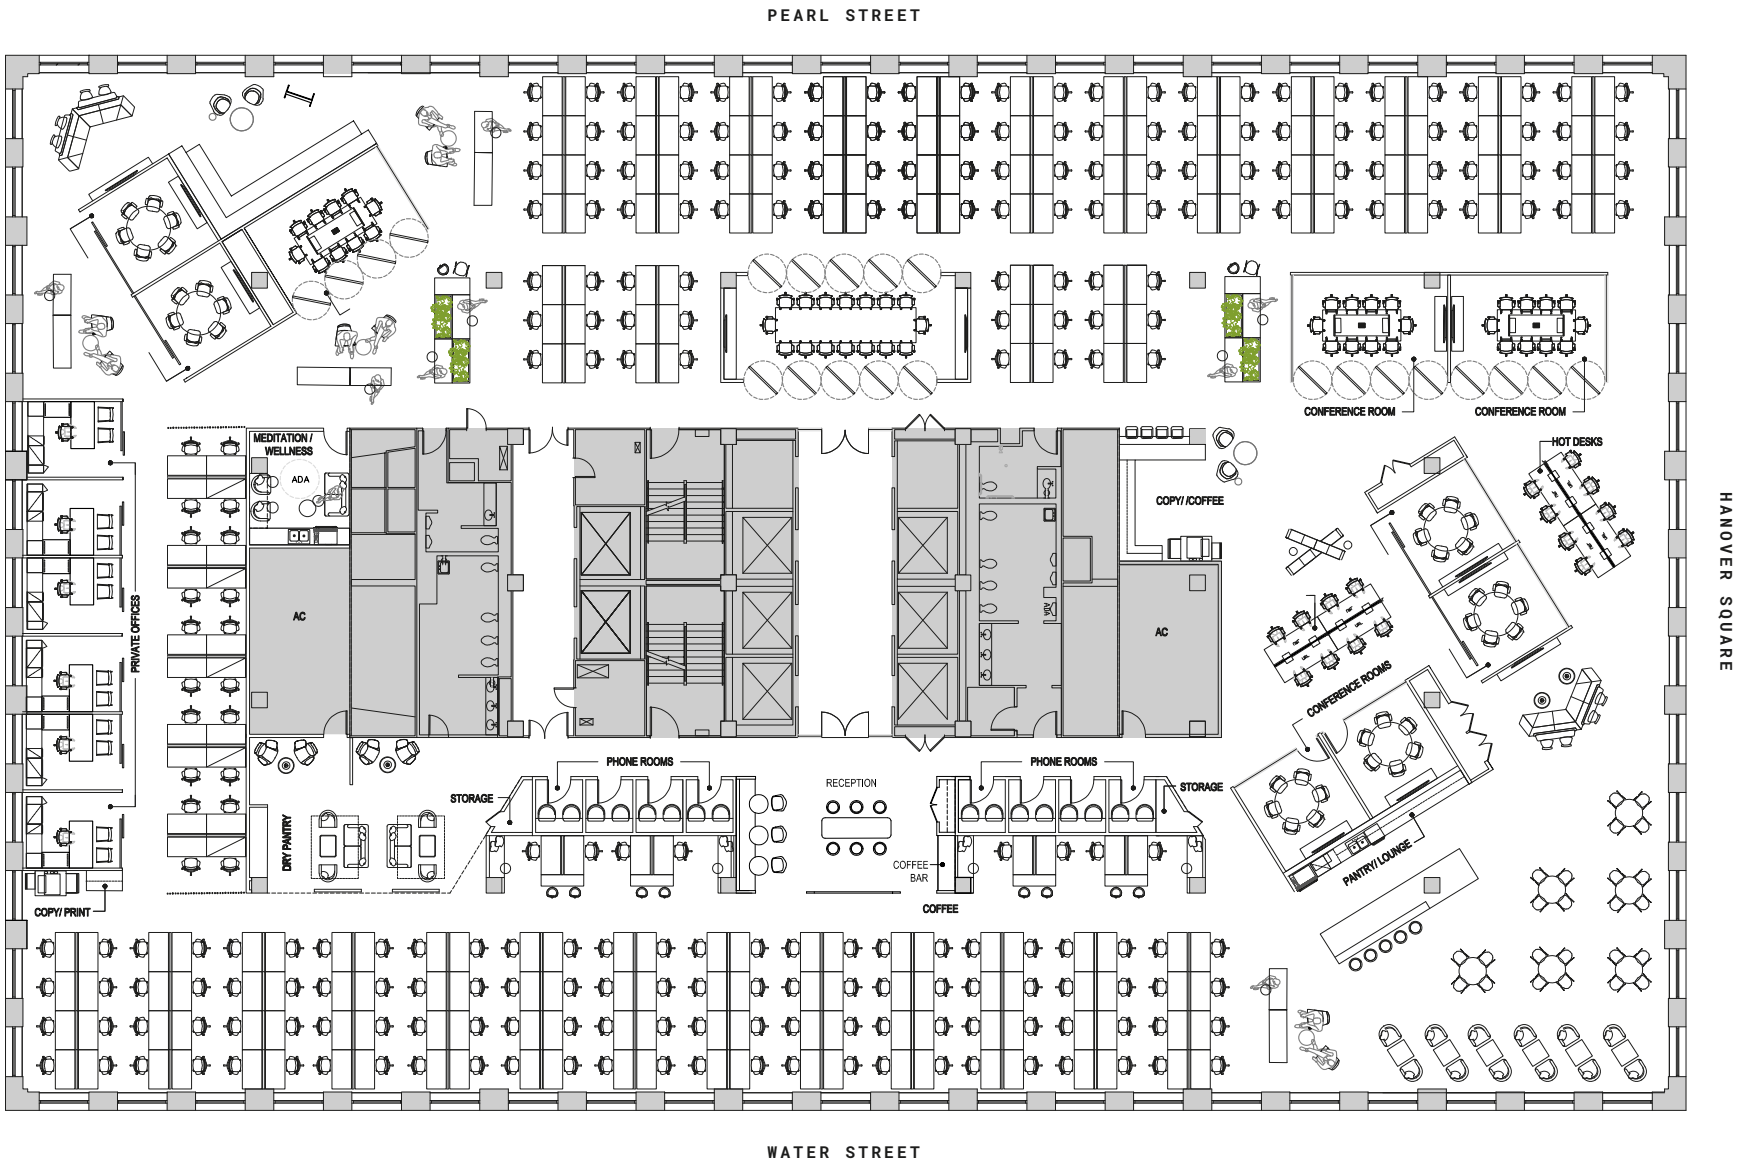 PEARL STREET
CONFERENCE ROOM
CONFERENCE ROOM
HOT DESKS
MEDITATION /
WELLNESS
ADA
COPY/ /COFFEE
HANOVER SQUARE
PRIVATE OFFICES
AC
ADA
AC
CONFERENCE ROOMS
PHONE ROOMS
PHONE ROOMS
RECEPTION
STORAGE
STORAGE
DRY PANTRY
PANTRY/ LOUNGE
COFFEE
BAR
COPY/ PRINT
COFFEE
WATER STREET